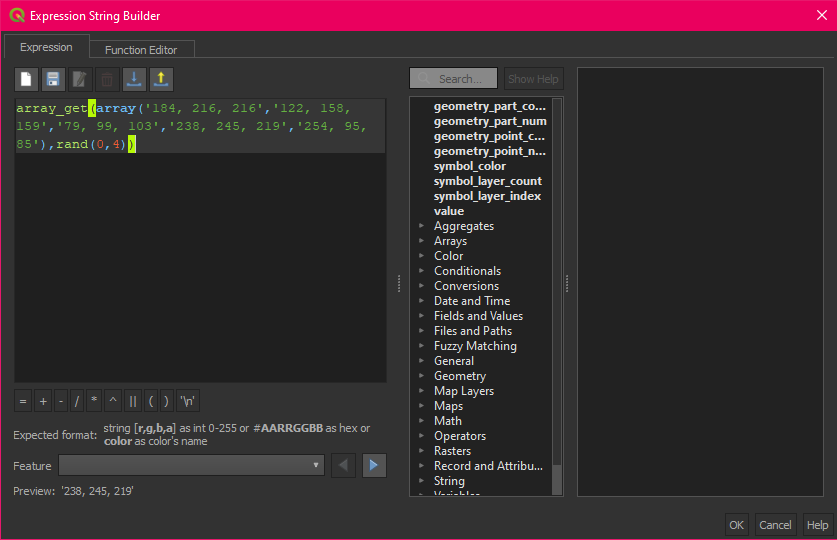 Expression String Builder
Expression
Function Editor
array_get(array('184, 216, 216','122, 158,
159','79, 99, 103','238, 245, 219','254, 95,
85'),rand(0,4))
= + - / * ^ || ( ) '\n'
Expected format: string [r,g,b,a] as int 0-255 or #AARRGGBB as hex or
color as color's name
Feature
Preview: '238, 245, 219'
Search...
Show Help
geometry_part_co...
geometry_part_num
geometry_point_c...
geometry_point_n...
symbol_color
symbol_layer_count
symbol_layer_index
value
Aggregates
Arrays
Color
Conditionals
Conversions
Date and Time
Fields and Values
Files and Paths
Fuzzy Matching
General
Geometry
Map Layers
Maps
Math
Operators
Rasters
Record and Attribu...
String
Variables
OK
Cancel
Help